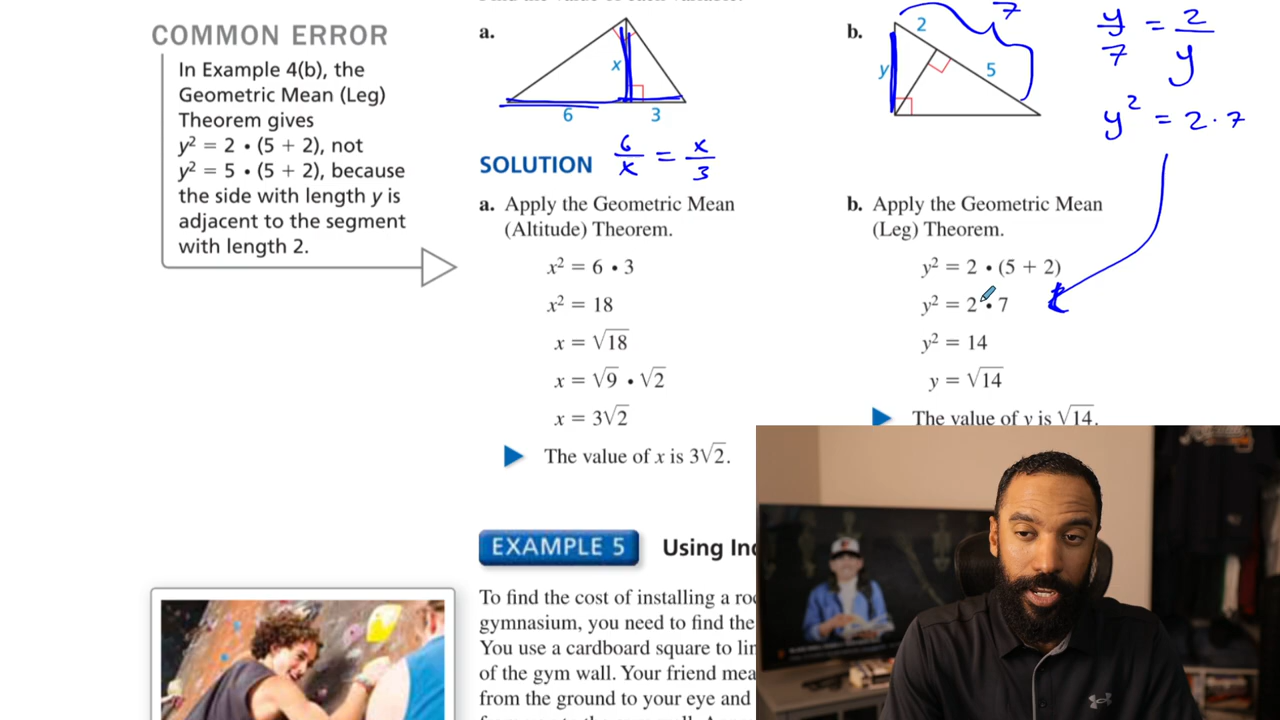 COMMON ERROR
In Example 4(b), the
Geometric Mean (Leg)
Theorem gives
y² = 2 • (5 + 2), not
y² = 5 • (5 + 2), because
the side with length y is
adjacent to the segment
with length 2.
a.
x
6
3
SOLUTION
6/x = x/3
a. Apply the Geometric Mean
(Altitude) Theorem.
x² = 6 • 3
x² = 18
x = √18
x = √9 • √2
x = 3√2
The value of x is 3√2.
b.
2
7
y
5
y/7 = 2/y
y² = 2 · 7
b. Apply the Geometric Mean
(Leg) Theorem.
y² = 2 • (5 + 2)
y² = 2 • 7
y² = 14
y = √14
The value of y is √14.
EXAMPLE 5 Using
To find the cost of installing a
gymnasium, you need to find the
You use a cardboard square to
of the gym wall. Your friend
from the ground to your eye and